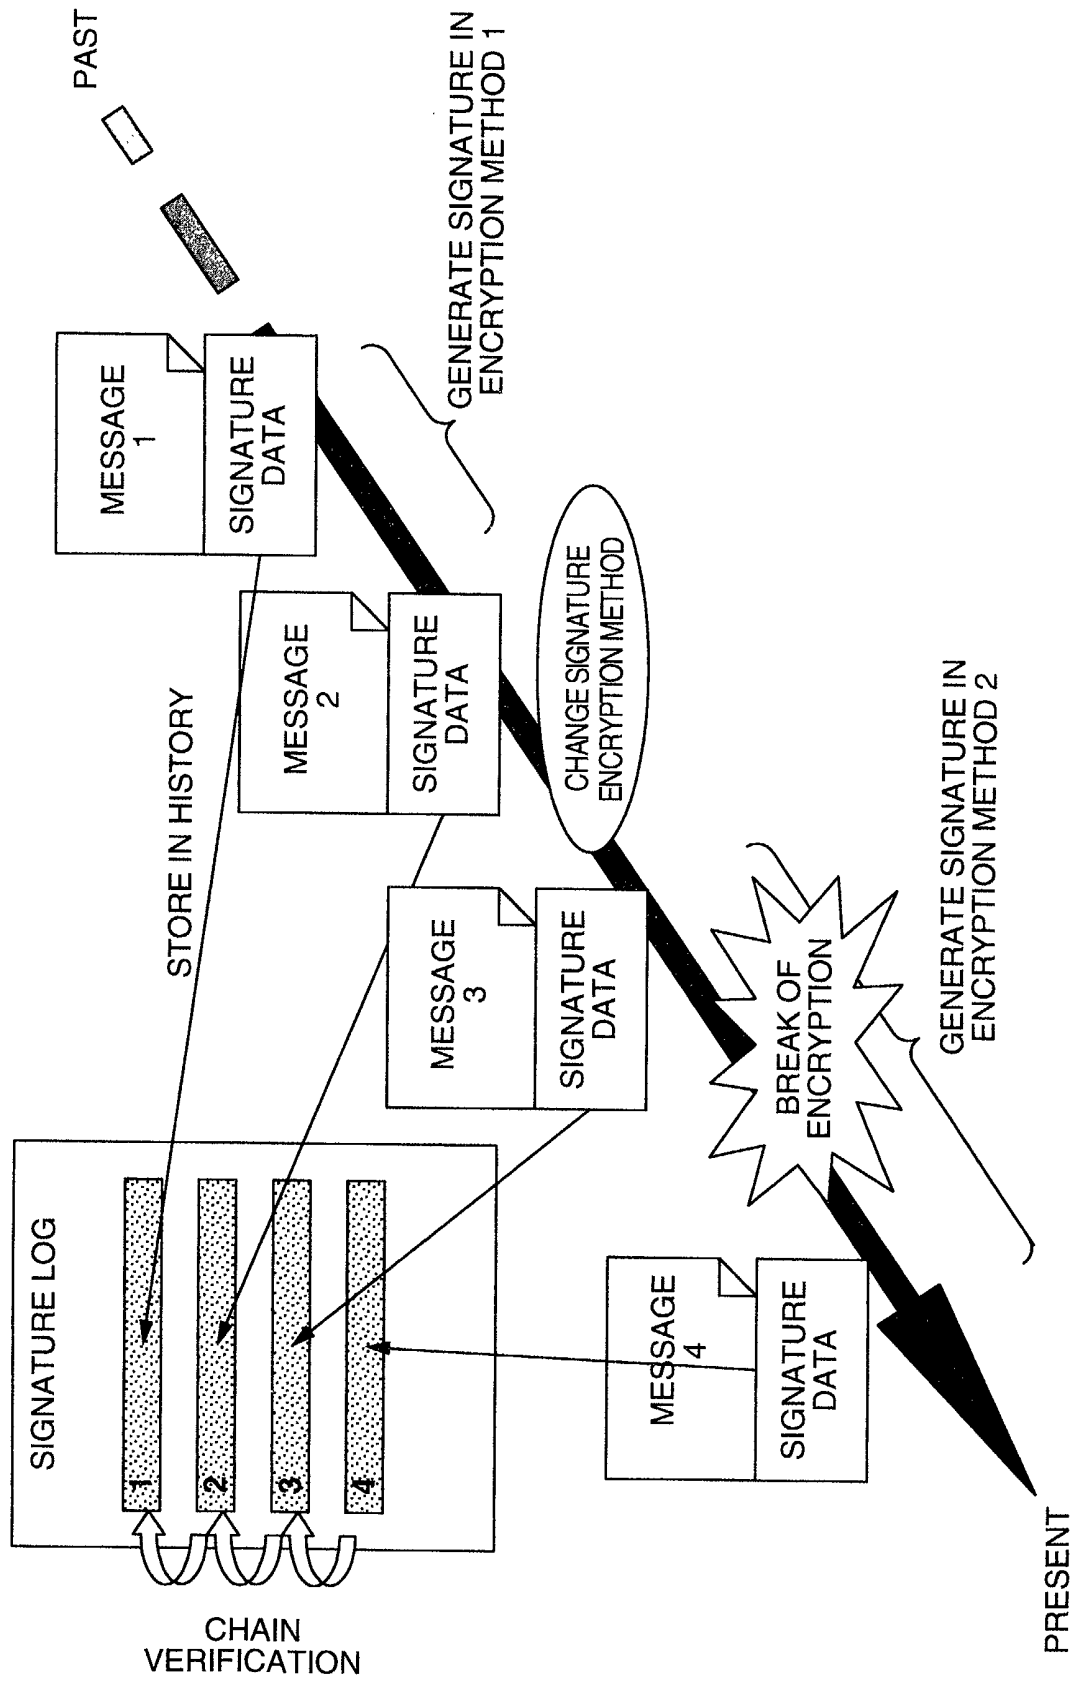 PAST
MESSAGE
1
SIGNATURE
DATA
GENERATE SIGNATURE IN
ENCRYPTION METHOD 1
STORE IN HISTORY
MESSAGE
2
SIGNATURE
DATA
CHANGE SIGNATURE
ENCRYPTION METHOD
MESSAGE
3
SIGNATURE
DATA
BREAK OF
ENCRYPTION
GENERATE SIGNATURE IN
ENCRYPTION METHOD 2
SIGNATURE LOG
1
2
3
4
MESSAGE
4
SIGNATURE
DATA
CHAIN
VERIFICATION
PRESENT